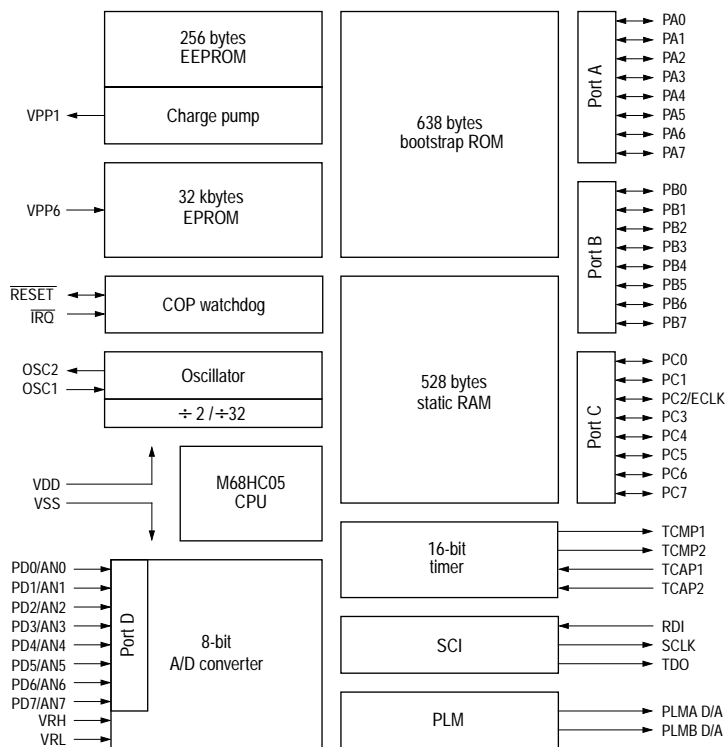 256 bytes
EEPROM
Charge pump
VPP1
32 kbytes
EPROM
VPP6
RESET
IRQ
COP watchdog
OSC2
OSC1
Oscillator
÷ 2 / ÷32
M68HC05
CPU
VDD
VSS
PD0/AN0
PD1/AN1
PD2/AN2
PD3/AN3
PD4/AN4
PD5/AN5
PD6/AN6
PD7/AN7
VRH
VRL
Port D
8-bit
A/D converter
638 bytes
bootstrap ROM
528 bytes
static RAM
16-bit
timer
SCI
PLM
Port A
PA0
PA1
PA2
PA3
PA4
PA5
PA6
PA7
Port B
PB0
PB1
PB2
PB3
PB4
PB5
PB6
PB7
Port C
PC0
PC1
PC2/ECLK
PC3
PC4
PC5
PC6
PC7
TCMP1
TCMP2
TCAP1
TCAP2
RDI
SCLK
TDO
PLMA D/A
PLMB D/A